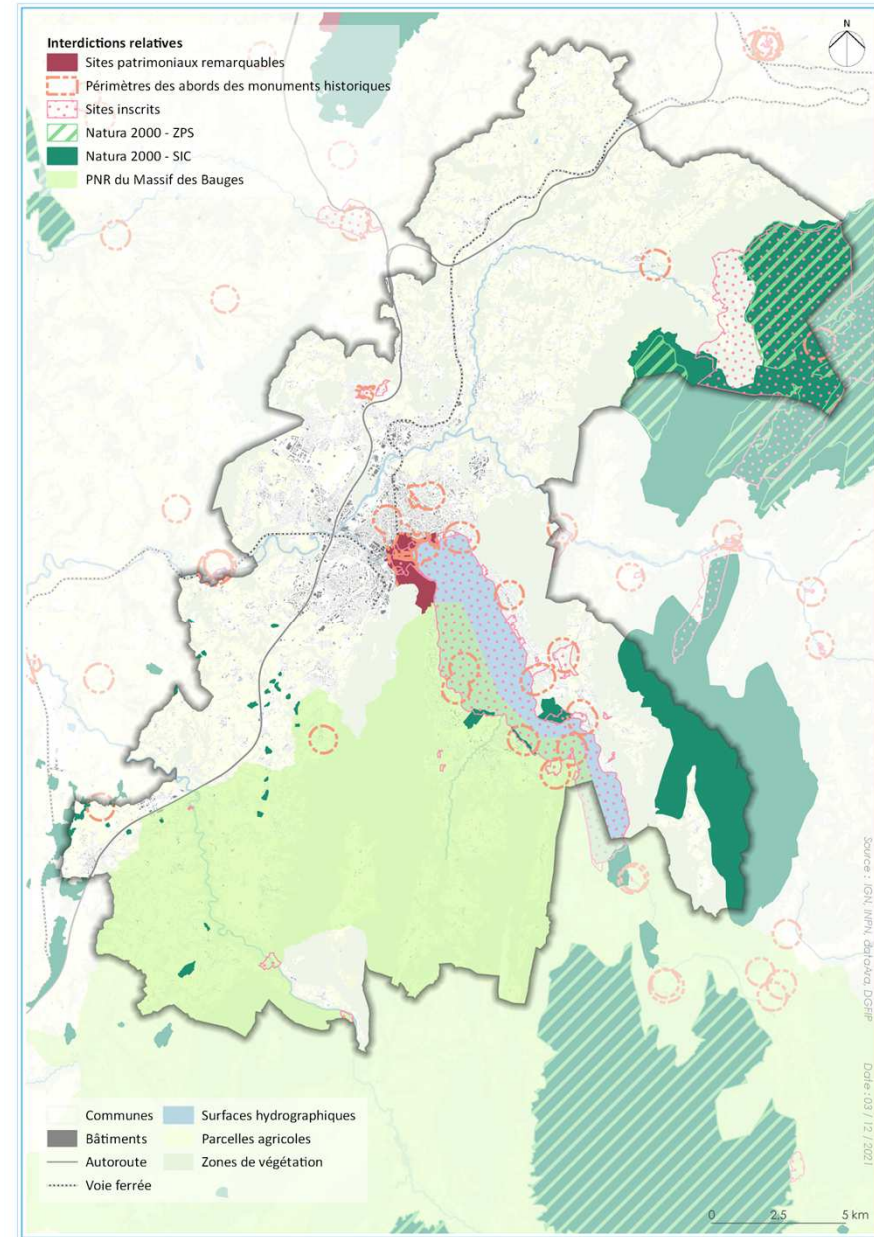 Interdictions relatives
Sites patrimoniaux remarquables
Périmètres des abords des monuments historiques
Sites inscrits
Natura 2000 - ZPS
Natura 2000 - SIC
PNR du Massif des Bauges
N
Communes
Bâtiments
Autoroute
Voie ferrée
Surfaces hydrographiques
Parcelles agricoles
Zones de végétation
0 2,5 5 km
Source : IGN, INPN, dataAra, DGFIP
Date : 03 / 12 / 2021